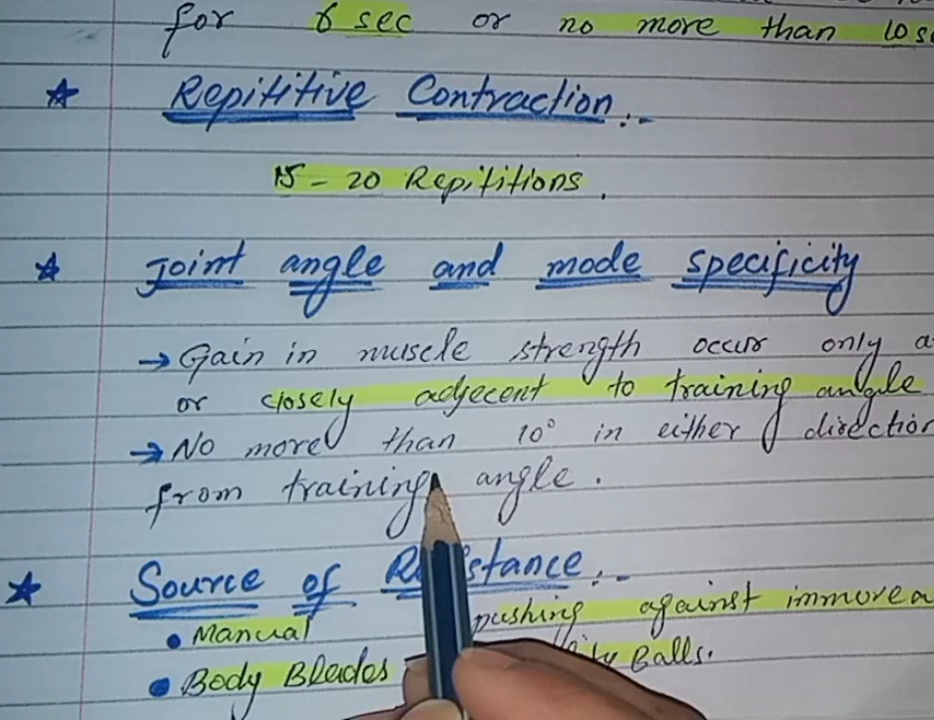 for 6 sec or no more than 10 se
Repititive Contraction :-
15 - 20 Repititions .
Joint angle and mode specificity
→ Gain in muscle strength occur only a
or closely adjecent to training angle
→ No more than 10° in either direction
from training angle .
Source of :-
• Manual pushing against
• Body Blades Balls.